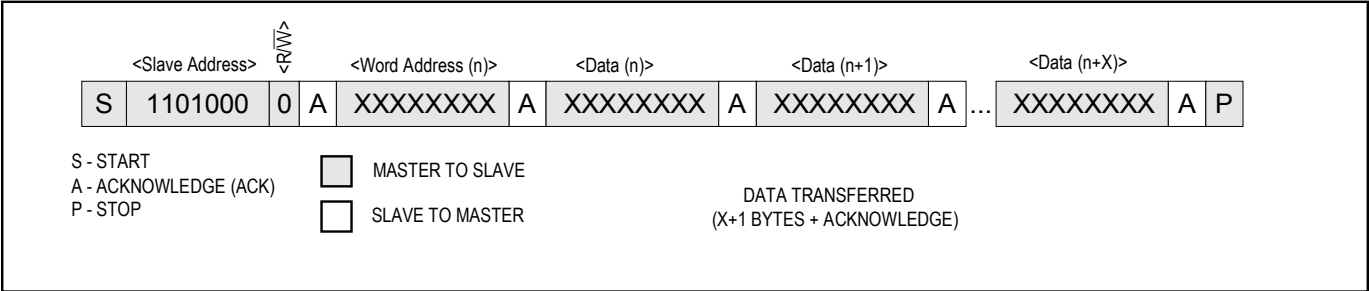 <R/W>
<Slave Address> <Word Address (n)> <Data (n)> <Data (n+1)> <Data (n+X)>
S 1101000 0 A XXXXXXXX A XXXXXXXX A XXXXXXXX A ... XXXXXXXX A P
S - START
A - ACKNOWLEDGE (ACK)
P - STOP
MASTER TO SLAVE
SLAVE TO MASTER
DATA TRANSFERRED
(X+1 BYTES + ACKNOWLEDGE)